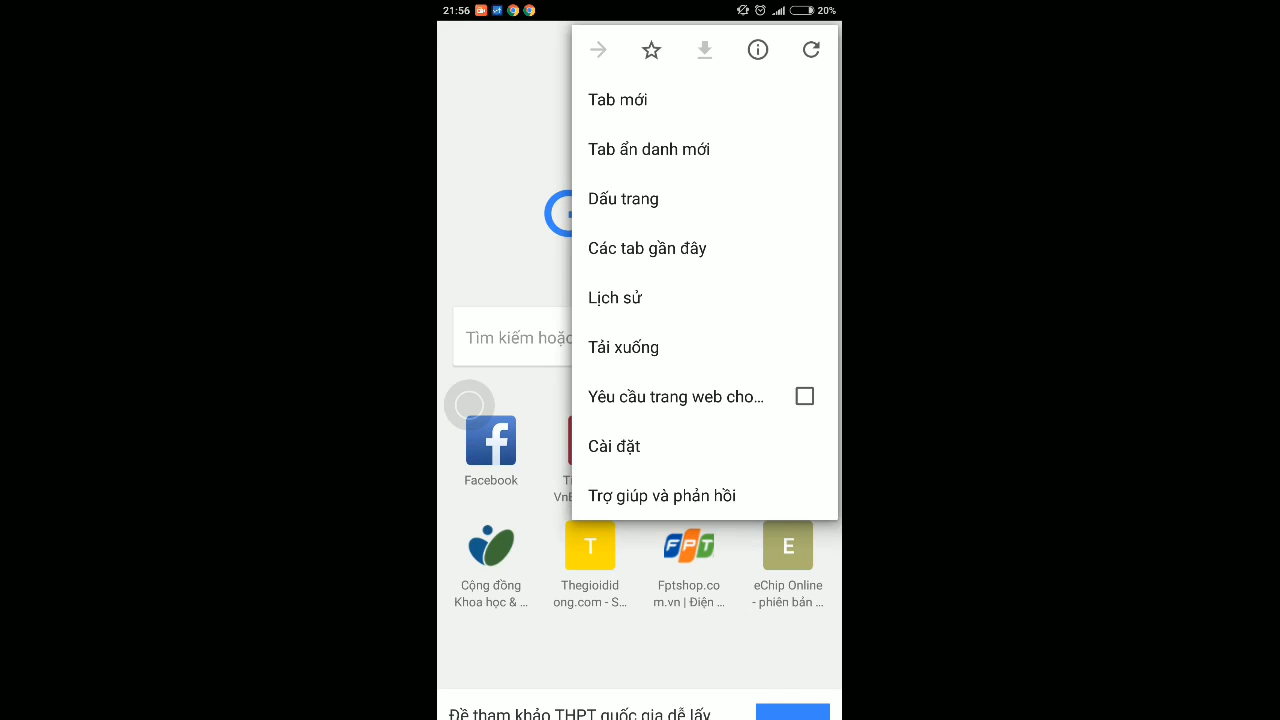 21:56
20%
Tab mới
Tab ẩn danh mới
Dấu trang
Các tab gần đây
Lịch sử
Tải xuống
Yêu cầu trang web cho...
Cài đặt
Trợ giúp và phản hồi
Tìm kiếm hoặc
Facebook
Cộng đồng
Khoa học & ...
T
Thegioidid
ong.com - S...
FPT
Fptshop.co
m.vn | Điện ...
E
eChip Online
- phiên bản ...
Đề tham khảo THPT quốc gia dễ lấy